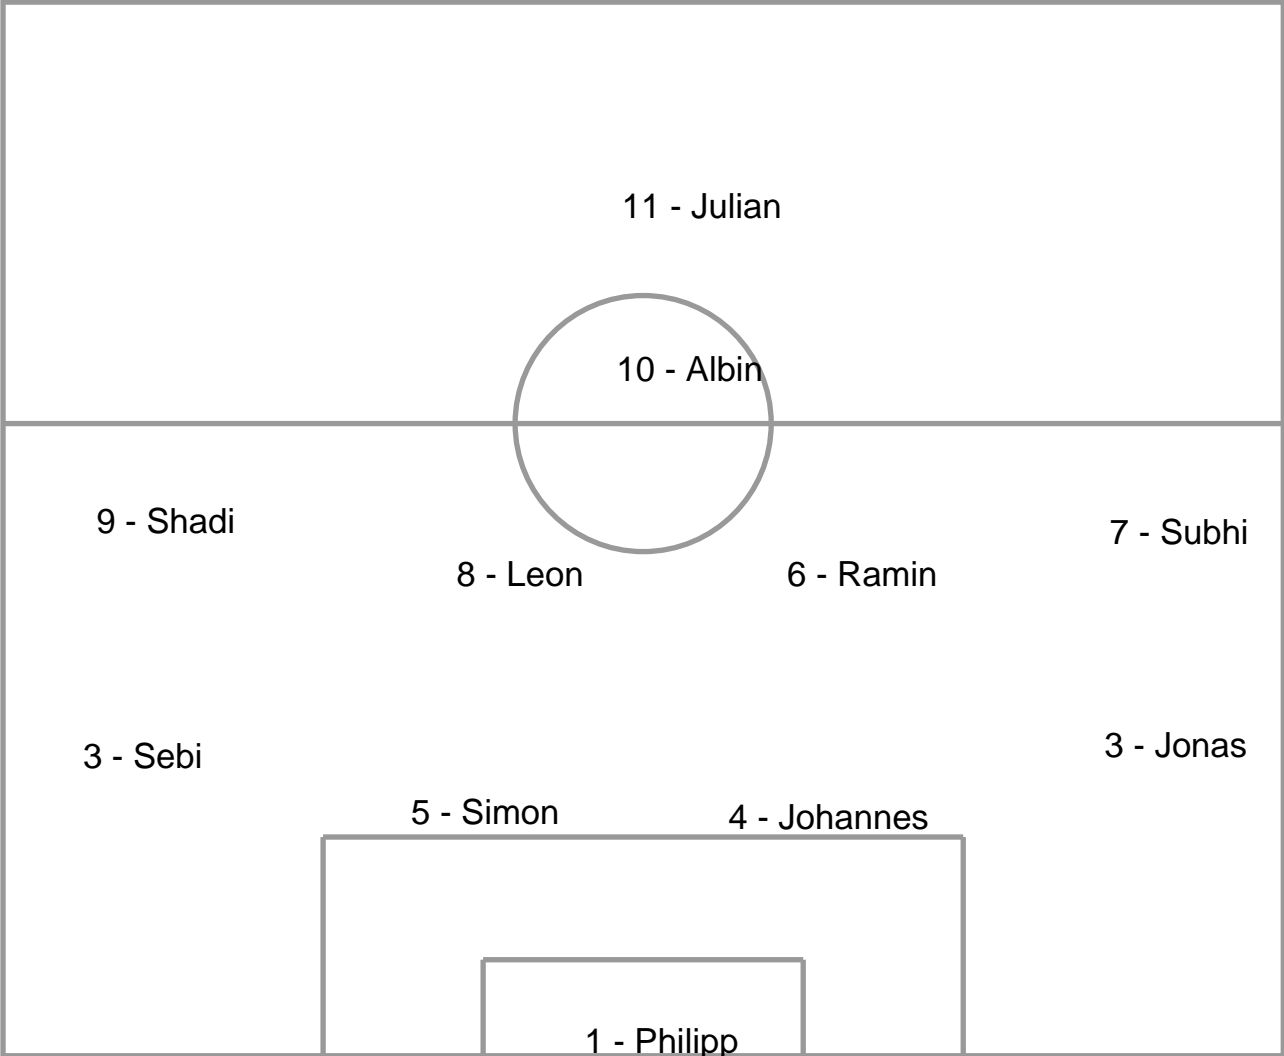 11 - Julian
10 - Albin
9 - Shadi
7 - Subhi
8 - Leon
6 - Ramin
3 - Sebi
3 - Jonas
5 - Simon
4 - Johannes
1 - Philipp